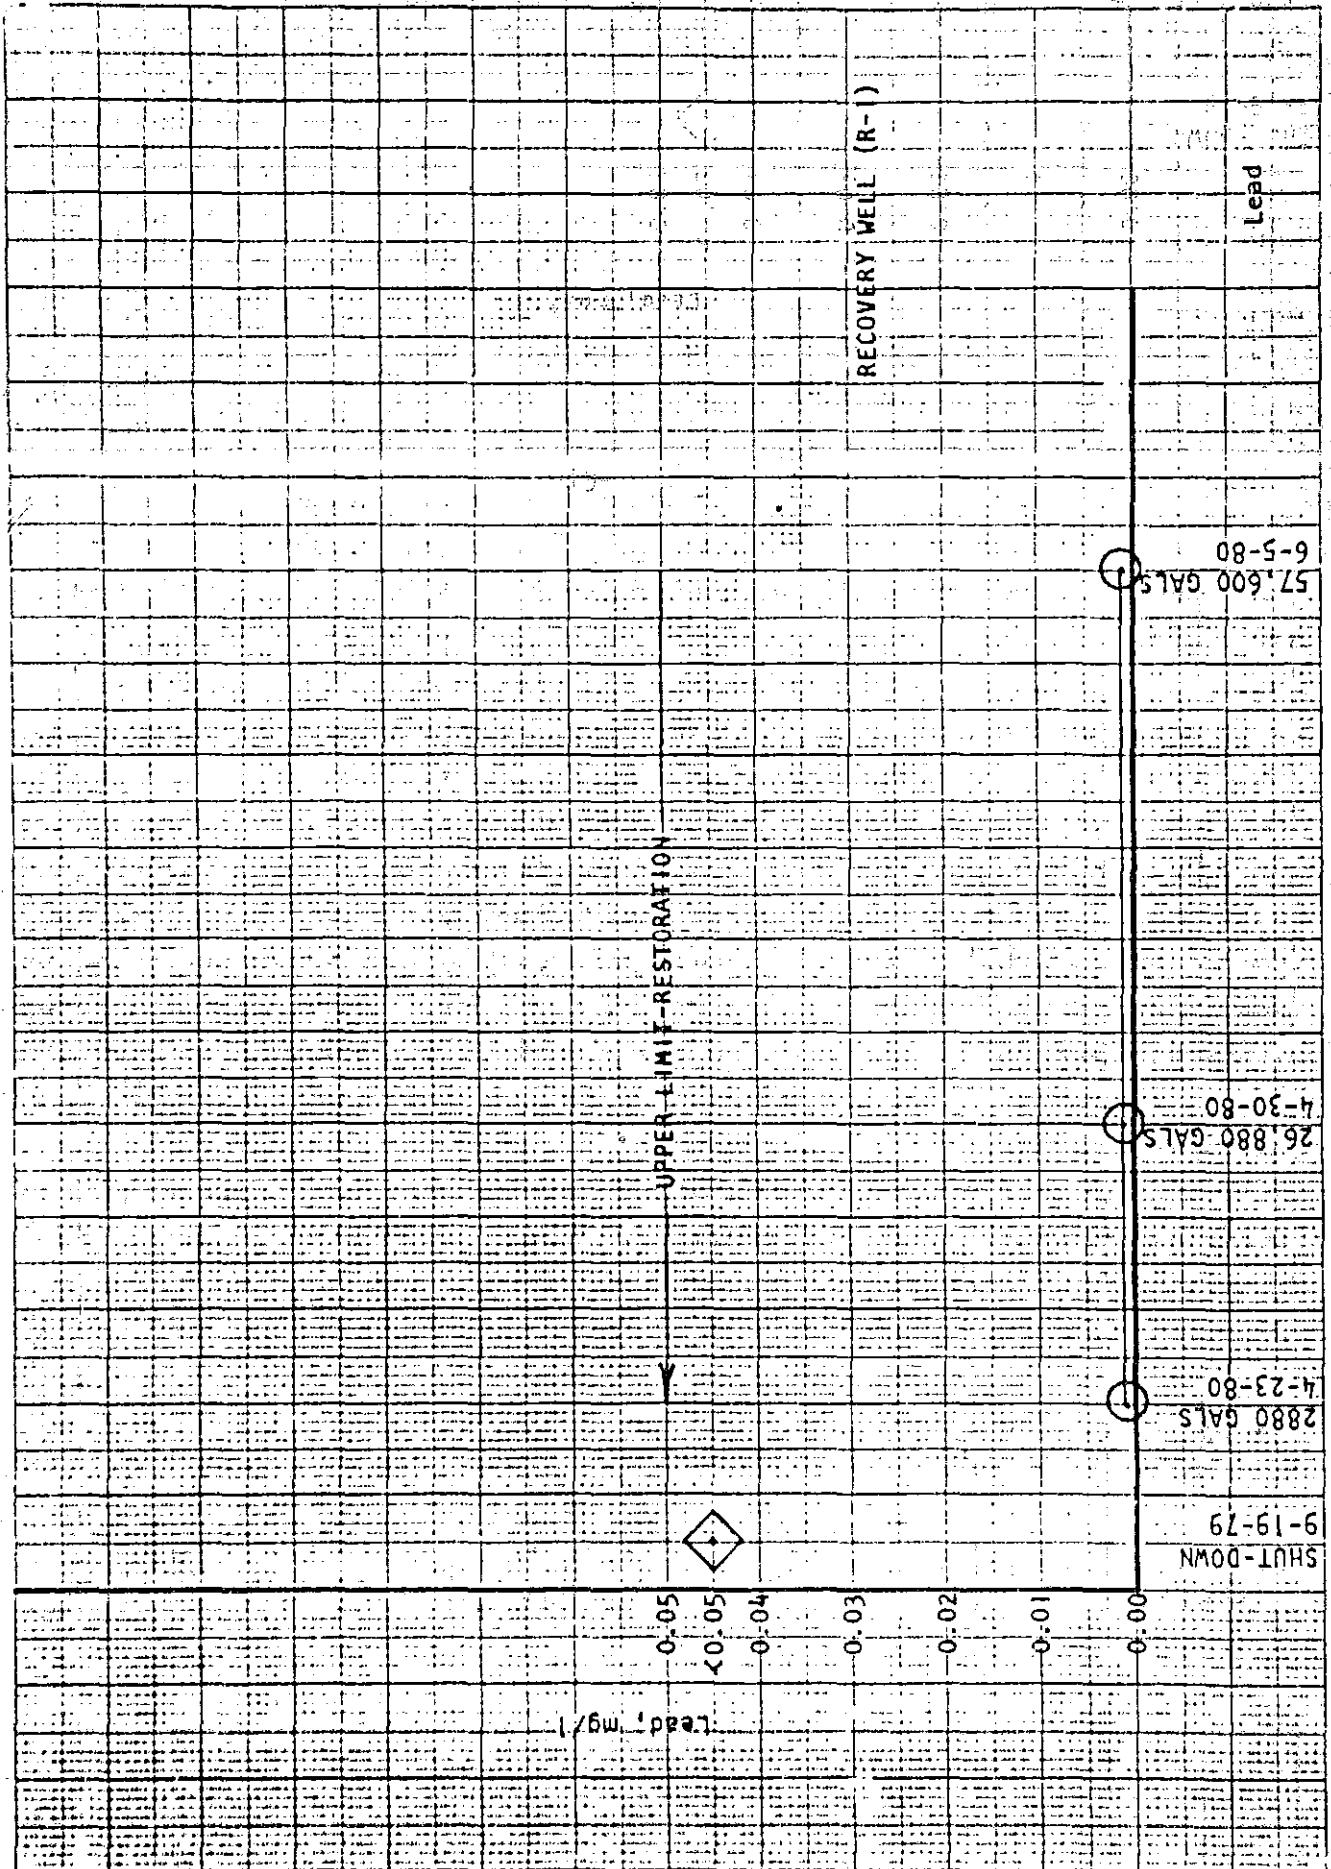 RECOVERY WELL (R-1)
Lead
UPPER LIMIT-RESTORATION
Lead, mg/l
0.05
<0.05
0.04
0.03
0.02
0.01
0.00
SHUT-DOWN
9-19-79
2880 GALS
4-23-80
26,880 GALS
4-30-80
57,600 GALS
6-5-80